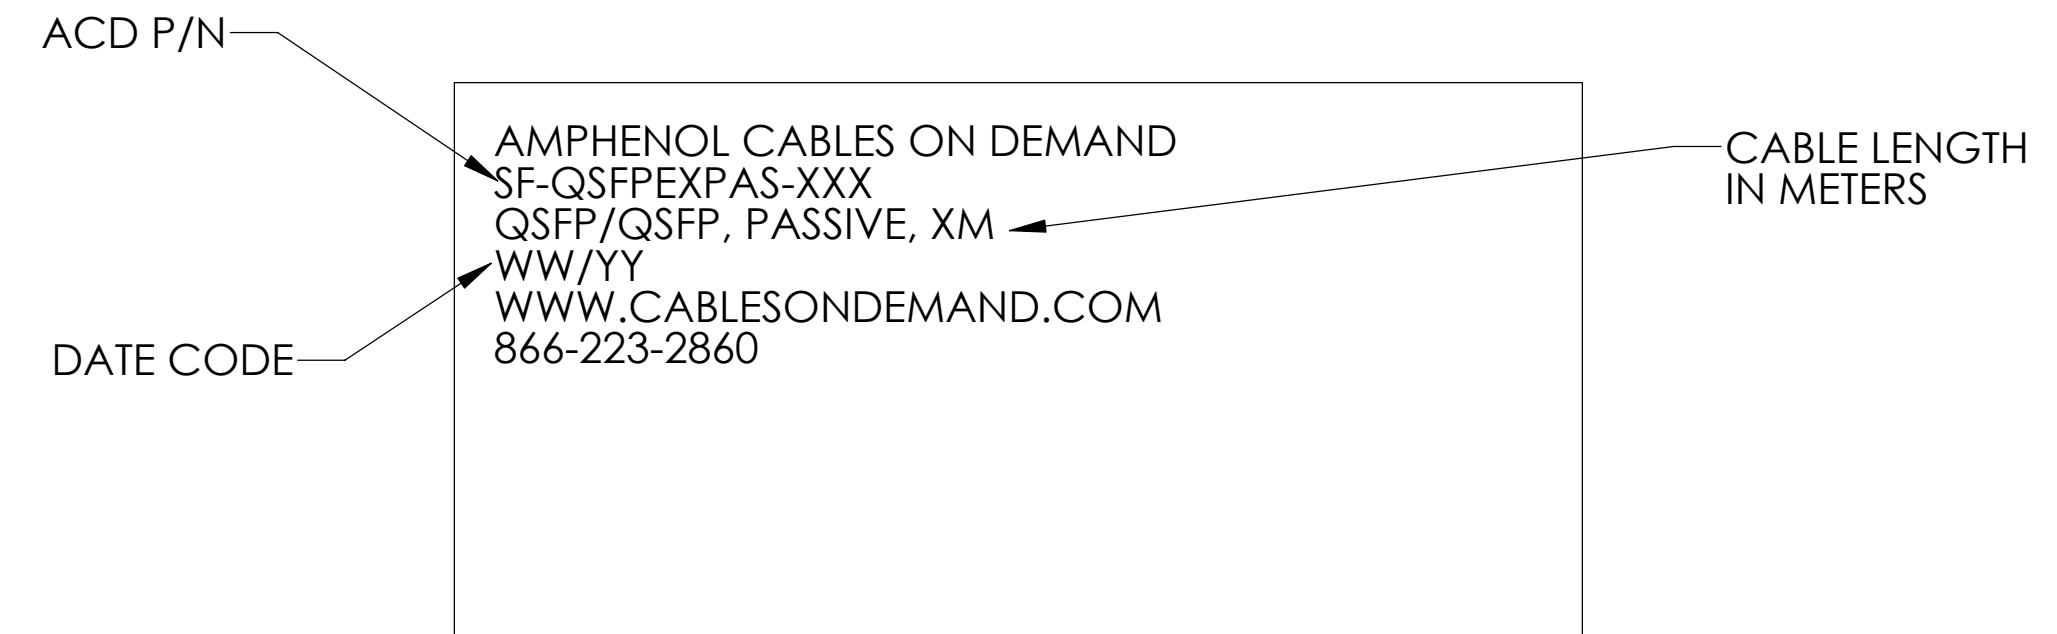 ACD P/N
AMPHENOL CABLES ON DEMAND
SF-QSFPEXPAS-XXX
QSFP/QSFP, PASSIVE, XM
WW/YY
WWW.CABLESONDEMAND.COM
866-223-2860
CABLE LENGTH
IN METERS
DATE CODE